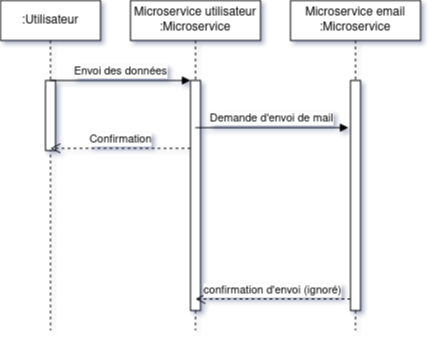 :Utilisateur
Microservice utilisateur
:Microservice
Microservice email
:Microservice
Envoi des données
Demande d'envoi de mail
Confirmation
confirmation d'envoi (ignoré)